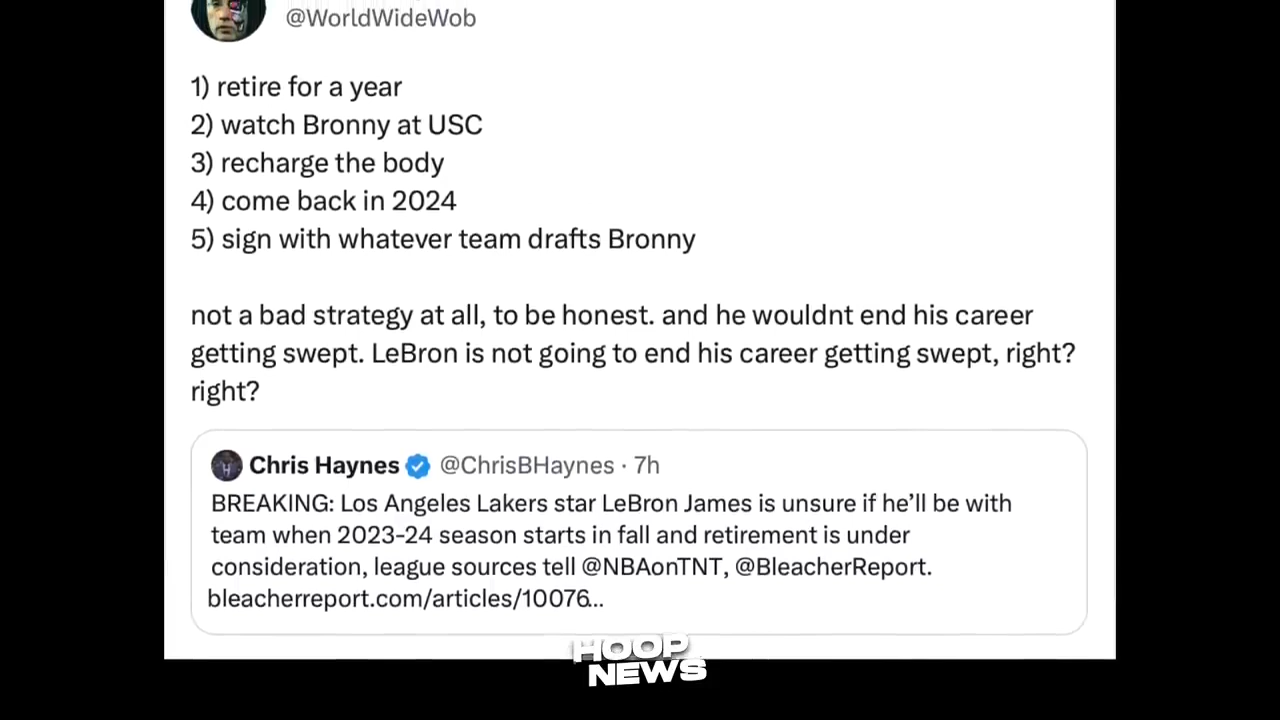 @WorldWideWob
1) retire for a year
2) watch Bronny at USC
3) recharge the body
4) come back in 2024
5) sign with whatever team drafts Bronny
not a bad strategy at all, to be honest. and he wouldnt end his career
getting swept. LeBron is not going to end his career getting swept, right?
right?
Chris Haynes @ChrisBHaynes · 7h
BREAKING: Los Angeles Lakers star LeBron James is unsure if he’ll be with
team when 2023-24 season starts in fall and retirement is under
consideration, league sources tell @NBAonTNT, @BleacherReport.
bleacherreport.com/articles/10076...
HOOP
NEWS